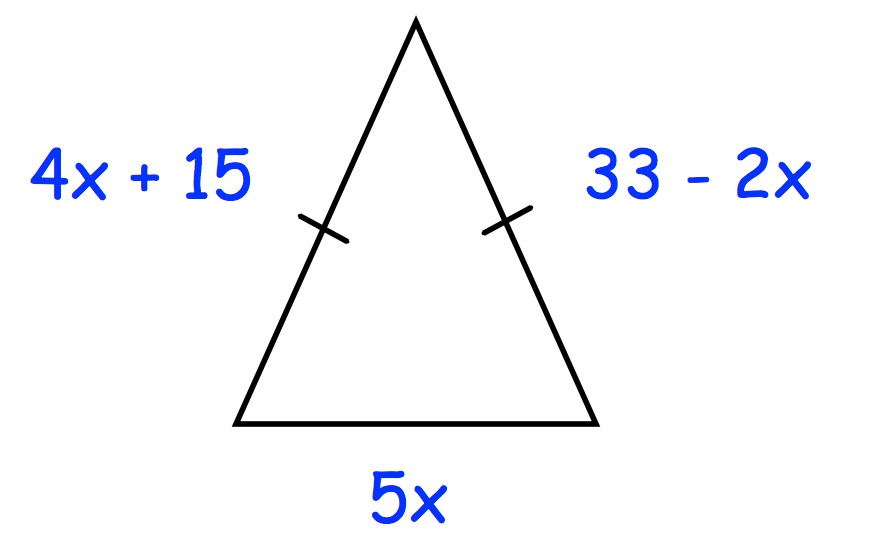 4x + 15
33 - 2x
5x